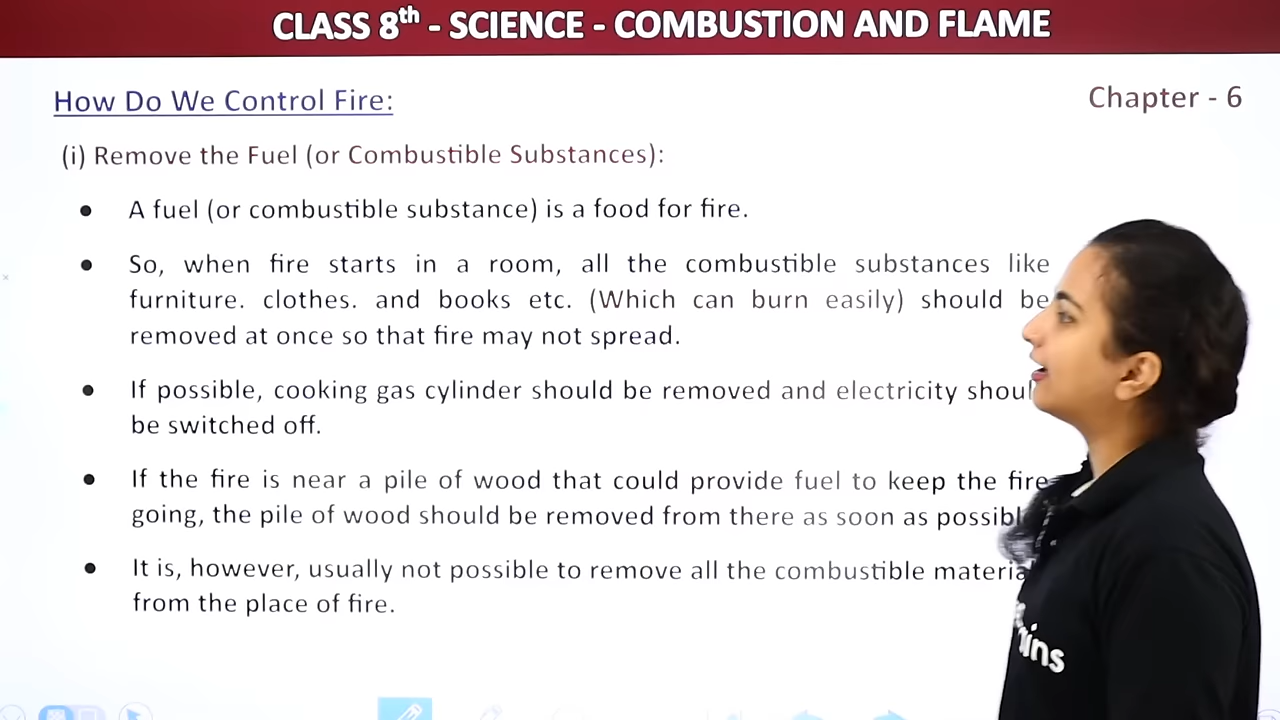 CLASS 8th - SCIENCE - COMBUSTION AND FLAME
How Do We Control Fire:
Chapter - 6
(i) Remove the Fuel (or Combustible Substances):
• A fuel (or combustible substance) is a food for fire.
• So, when fire starts in a room, all the combustible substances like
furniture. clothes. and books etc. (Which can burn easily) should be
removed at once so that fire may not spread.
• If possible, cooking gas cylinder should be removed and electricity shoul
be switched off.
• If the fire is near a pile of wood that could provide fuel to keep the fire
going, the pile of wood should be removed from there as soon as possibl
• It is, however, usually not possible to remove all the combustible materia
from the place of fire.
ins